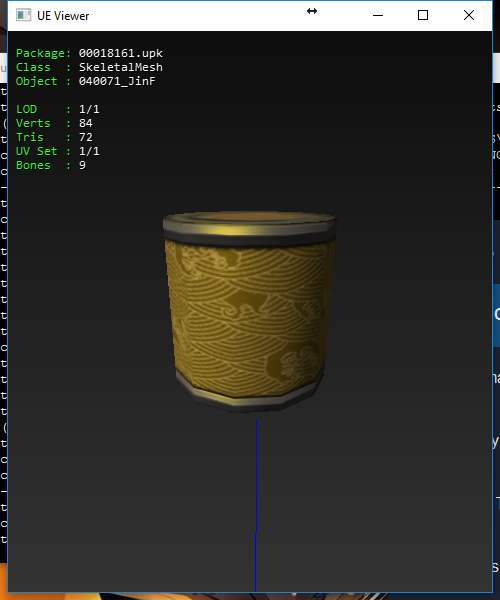 UE Viewer
Package: 00018161.upk
Class : SkeletalMesh
Object : 040071_JinF
LOD : 1/1
Verts : 84
Tris : 72
UV Set : 1/1
Bones : 9